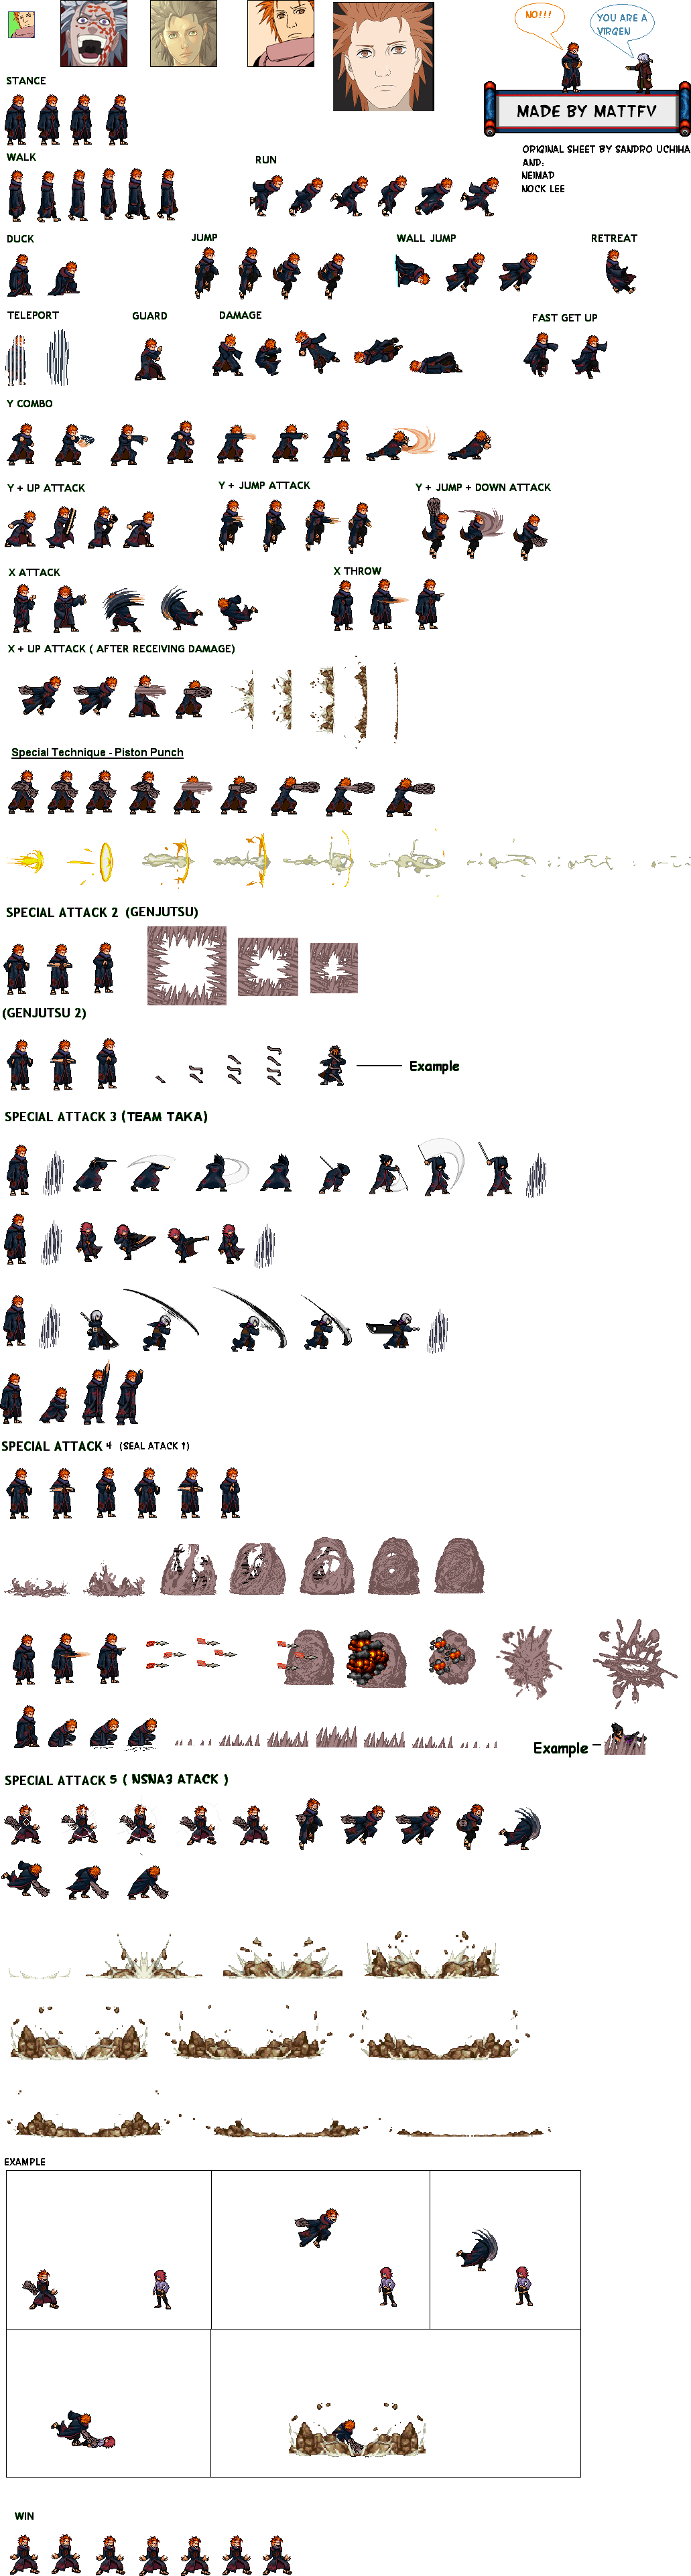 NO!!!
YOU ARE A
VIRGEN
MADE BY MATTFV
ORIGINAL SHEET BY SANDRO UCHIHA
AND:
NEIMAD
NOCK LEE
STANCE
WALK
RUN
DUCK
JUMP
WALL JUMP
RETREAT
TELEPORT
GUARD
DAMAGE
FAST GET UP
Y COMBO
Y + UP ATTACK
Y + JUMP ATTACK
Y + JUMP + DOWN ATTACK
X ATTACK
X THROW
X + UP ATTACK ( AFTER RECEIVING DAMAGE)
Special Technique - Piston Punch
SPECIAL ATTACK 2 (GENJUTSU)
(GENJUTSU 2)
Example
SPECIAL ATTACK 3 (TEAM TAKA)
SPECIAL ATTACK 4 (SEAL ATACK 1)
Example
SPECIAL ATTACK 5 ( NSNA3 ATACK )
EXAMPLE
WIN